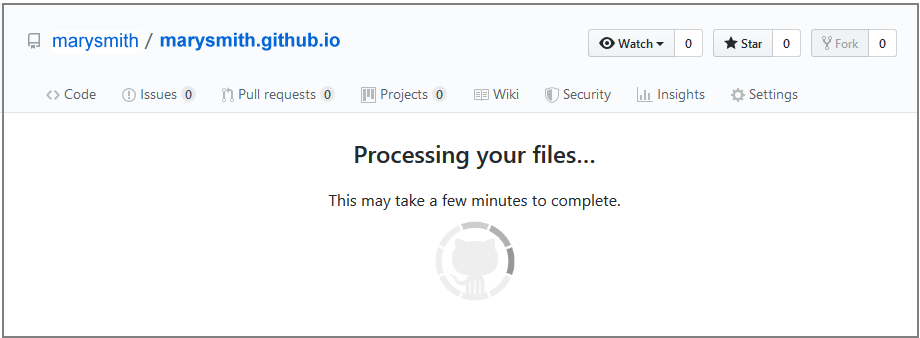 marysmith / marysmith.github.io
Watch 0 Star 0 Fork 0
Code Issues 0 Pull requests 0 Projects 0 Wiki Security Insights Settings
Processing your files...
This may take a few minutes to complete.